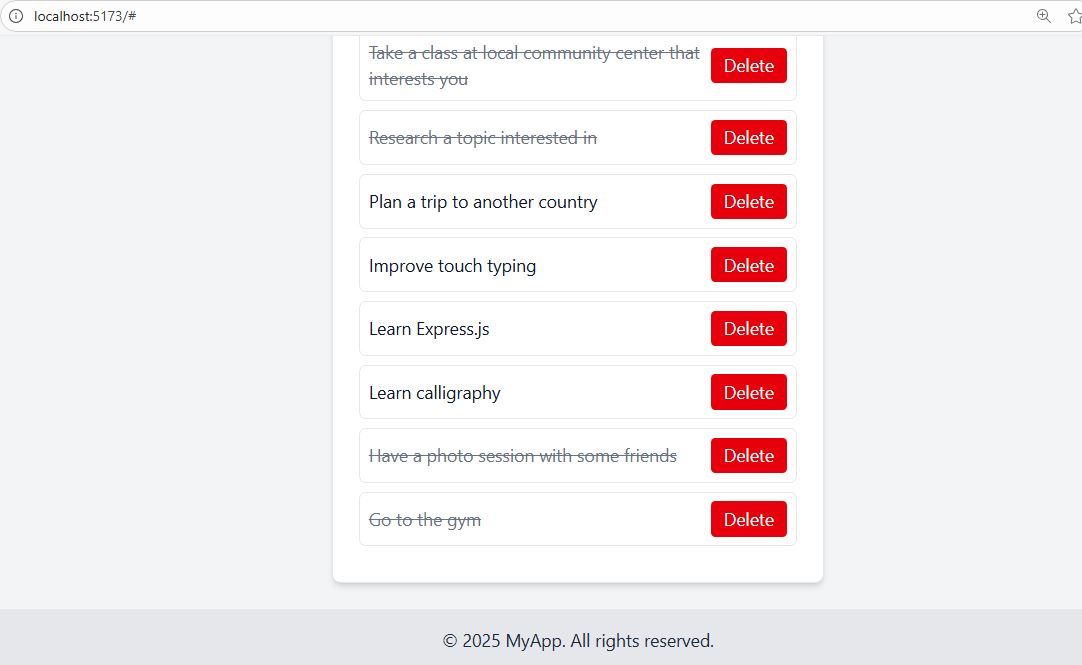 localhost:5173/#
Take a class at local community center that
interests you
Delete
Research a topic interested in
Delete
Plan a trip to another country
Delete
Improve touch typing
Delete
Learn Express.js
Delete
Learn calligraphy
Delete
Have a photo session with some friends
Delete
Go to the gym
Delete
© 2025 MyApp. All rights reserved.